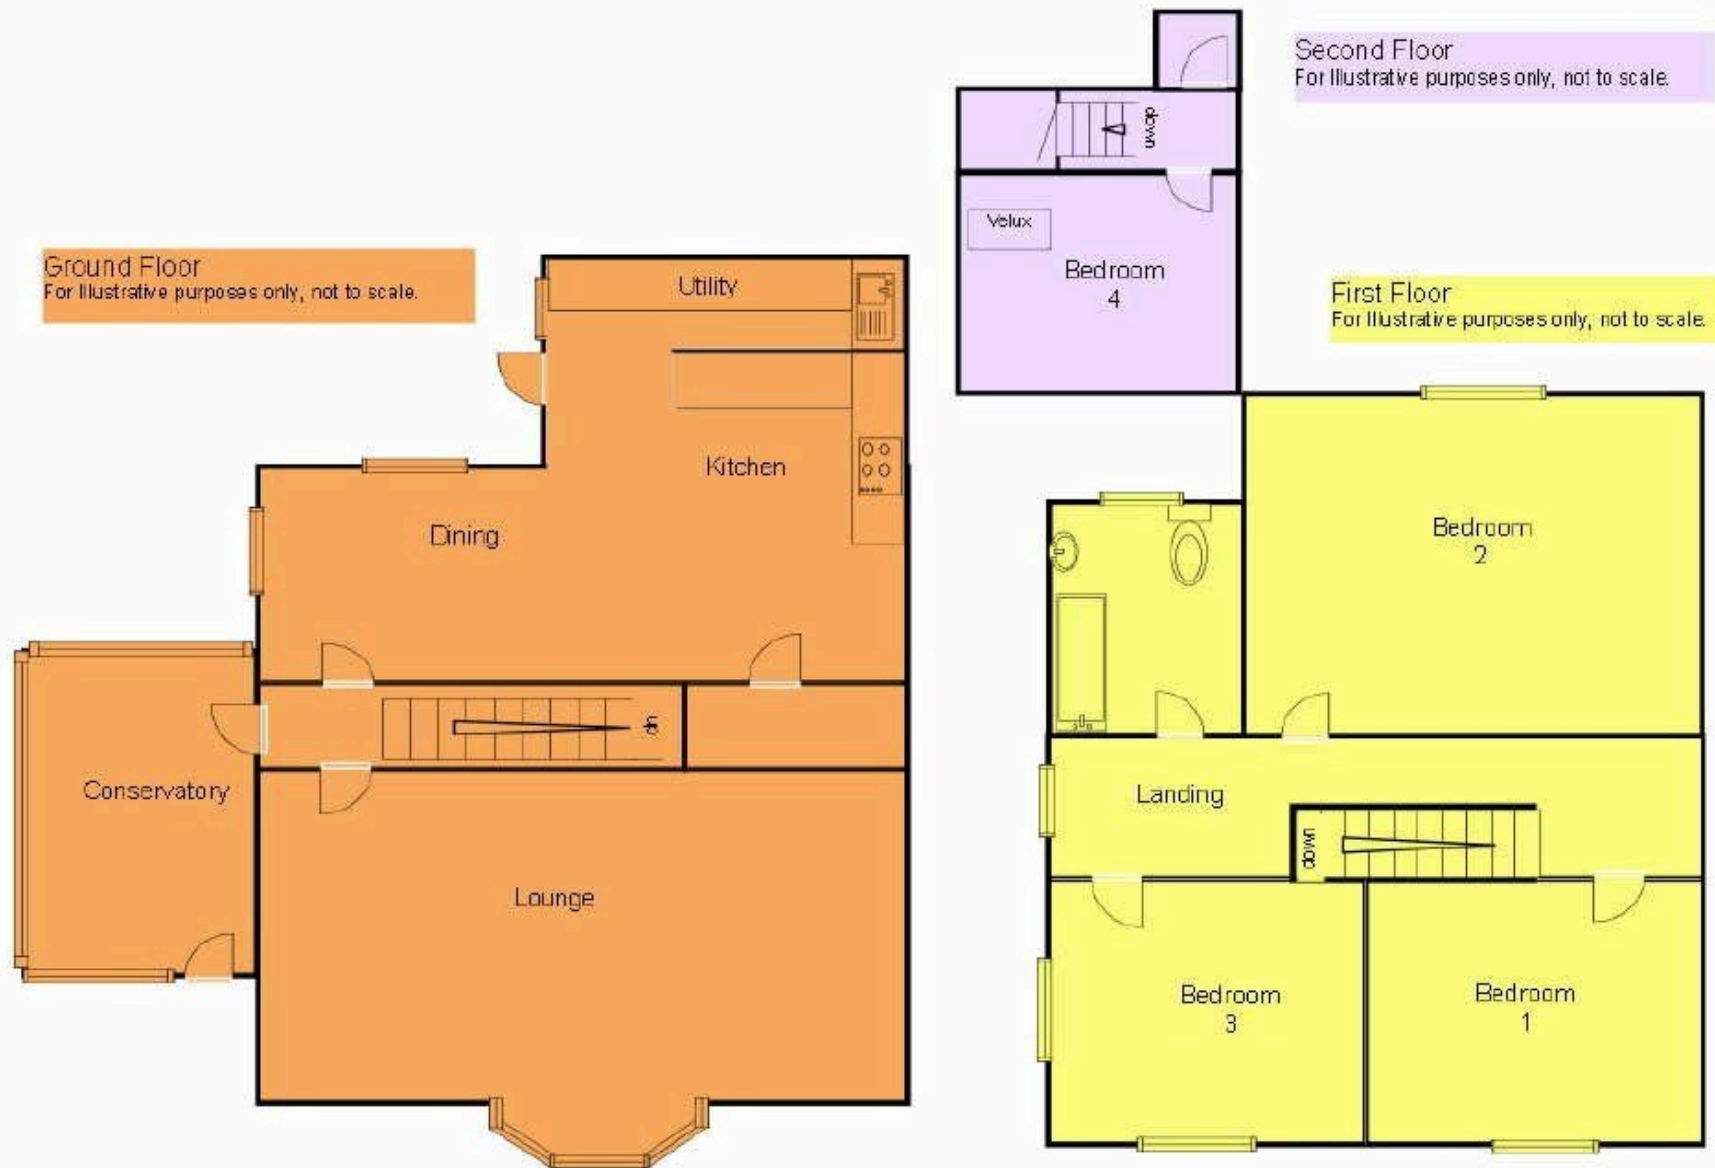 Second Floor
For Illustrative purposes only, not to scale.
down
Velux
Bedroom
4
Ground Floor
For Illustrative purposes only, not to scale.
Utility
Kitchen
Dining
up
Conservatory
Lounge
First Floor
For Illustrative purposes only, not to scale.
Bedroom
2
Landing
down
Bedroom
3
Bedroom
1